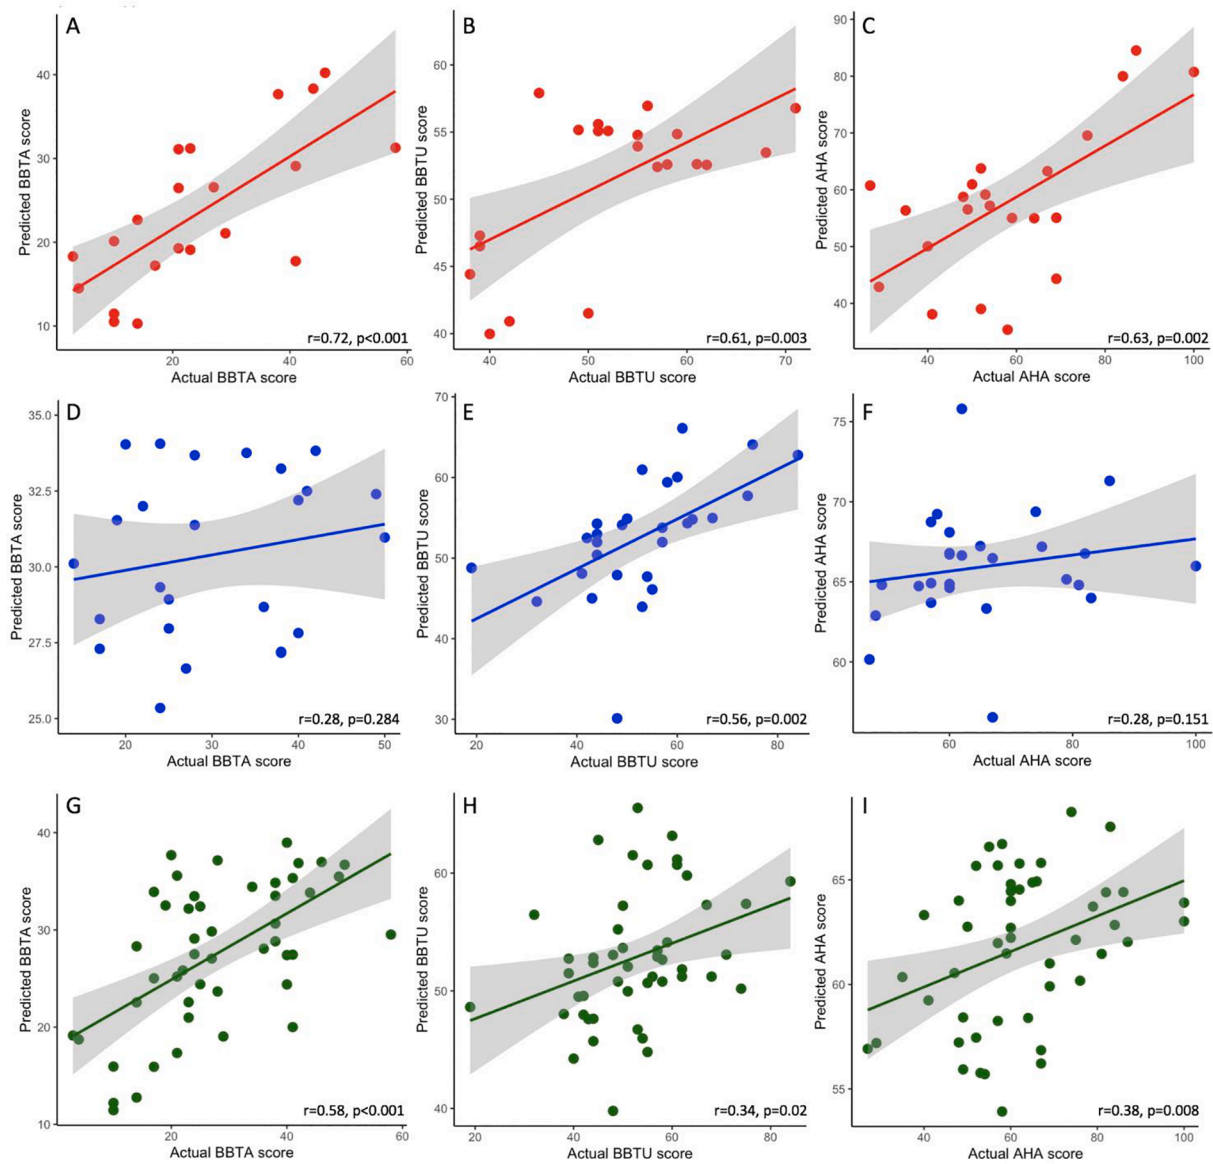 A
Predicted BBTA score
40
30
20
10
20
40
60
r=0.72, p<0.001
Actual BBTA score
B
Predicted BBTU score
60
55
50
45
40
40
50
60
70
r=0.61, p=0.003
Actual BBTU score
C
Predicted AHA score
90
80
70
60
50
40
40
60
80
100
r=0.63, p=0.002
Actual AHA score
D
Predicted BBTA score
35.0
32.5
30.0
27.5
25.0
20
30
40
50
r=0.28, p=0.284
Actual BBTA score
E
Predicted BBTU score
70
60
50
40
30
20
40
60
80
r=0.56, p=0.002
Actual BBTU score
F
Predicted AHA score
75
70
65
60
60
80
100
r=0.28, p=0.151
Actual AHA score
G
Predicted BBTA score
40
30
20
10
20
40
60
r=0.58, p<0.001
Actual BBTA score
H
Predicted BBTU score
60
50
40
20
40
60
80
r=0.34, p=0.02
Actual BBTU score
I
Predicted AHA score
65
60
55
40
60
80
100
r=0.38, p=0.008
Actual AHA score